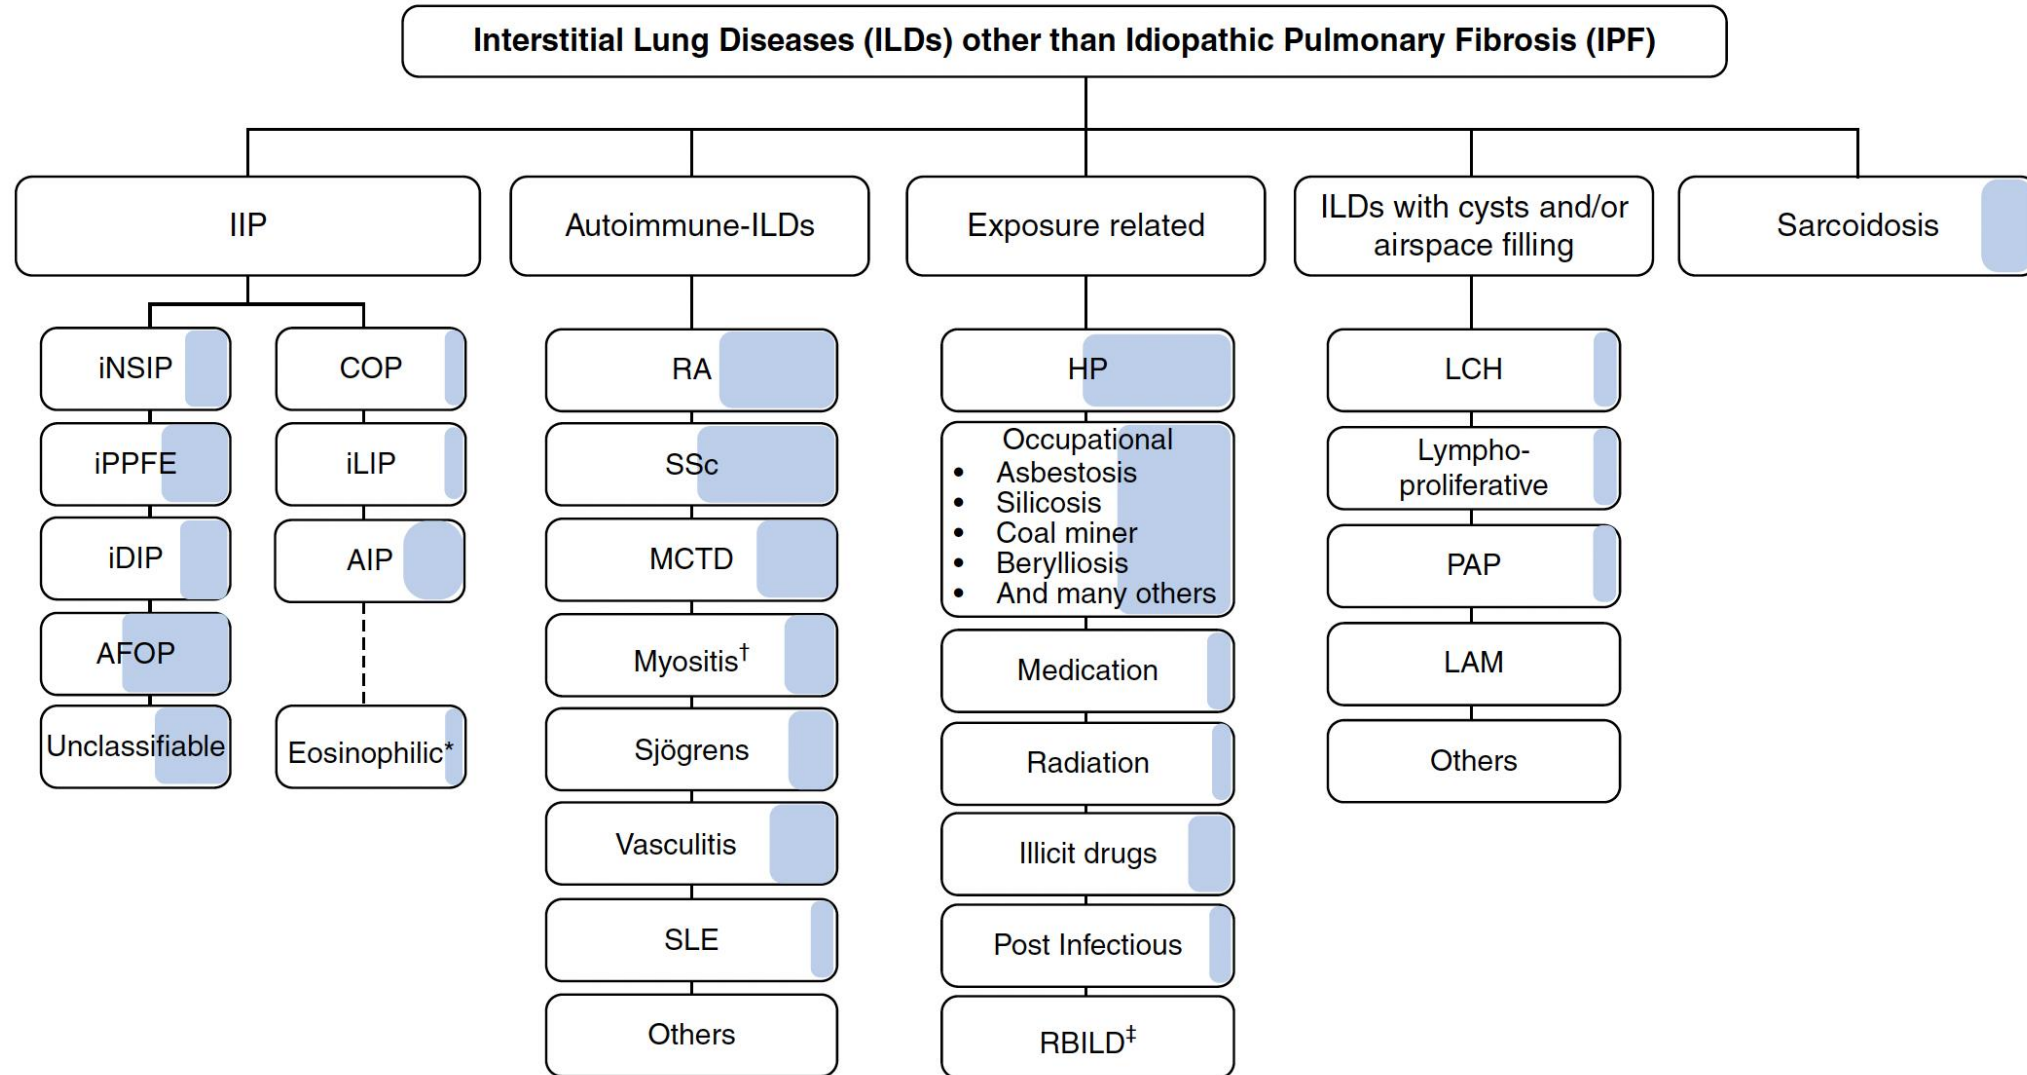 Interstitial Lung Diseases (ILDs) other than Idiopathic Pulmonary Fibrosis (IPF)
IIP
Autoimmune-ILDs
Exposure related
ILDs with cysts and/or
airspace filling
Sarcoidosis
iNSIP
iPPFE
iDIP
AFOP
Unclassifiable
COP
iLIP
AIP
Eosinophilic*
RA
SSc
MCTD
Myositis†
Sjögrens
Vasculitis
SLE
Others
HP
Occupational
• Asbestosis
• Silicosis
• Coal miner
• Berylliosis
• And many others
Medication
Radiation
Illicit drugs
Post Infectious
RBILD‡
LCH
Lympho-
proliferative
PAP
LAM
Others